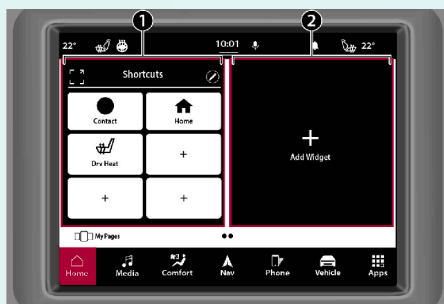 1 2
22° 10:01 22°
Shortcuts
Contact Home
Add Widget
Drv Heat +
+ +
My Pages
Home Media Comfort Nav Phone Vehicle Apps